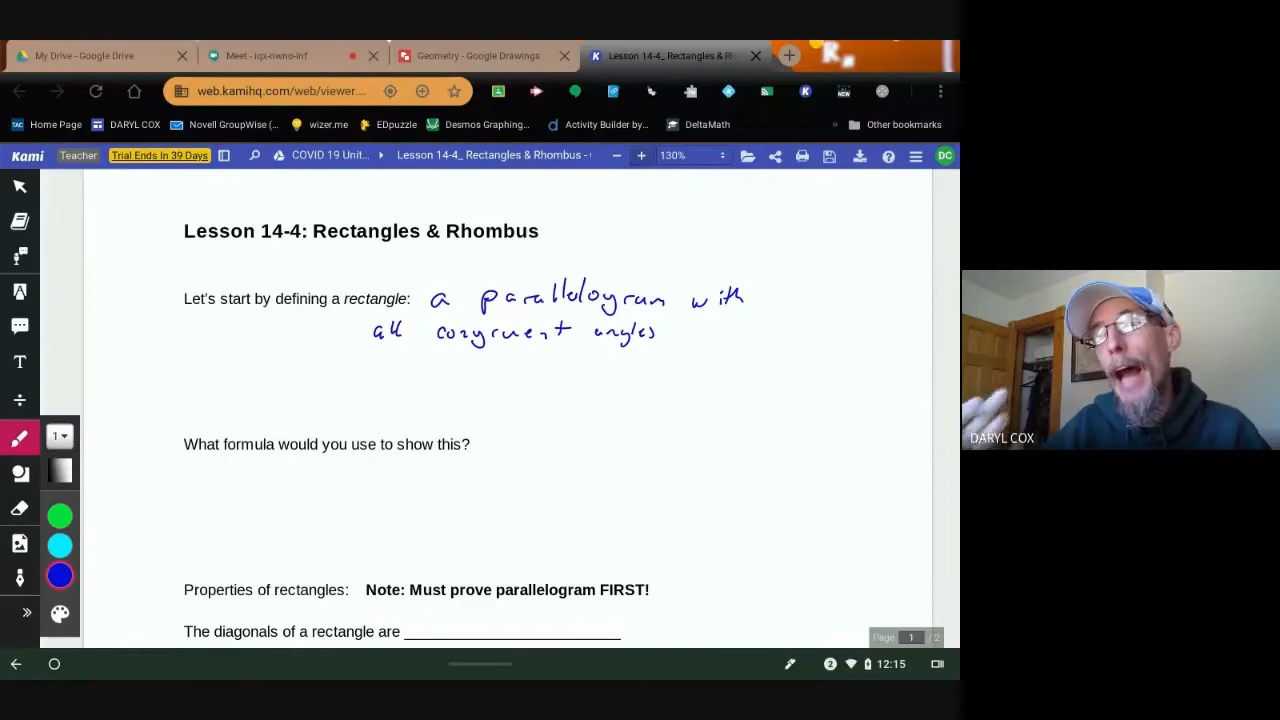 My Drive - Google Drive
Meet - iqx-nwno-inf
Geometry - Google Drawings
Lesson 14-4_ Rectangles & Rh
web.kamihq.com/web/viewer....
Home Page
DARYL COX
Novell GroupWise (...
wizer.me
EDpuzzle
Desmos Graphing...
Activity Builder by...
DeltaMath
Other bookmarks
Kami Teacher Trial Ends In 39 Days COVID 19 Unit... Lesson 14-4_ Rectangles & Rhombus - 130% DC
Lesson 14-4: Rectangles & Rhombus
Let's start by defining a rectangle: a parallelogram with
all congruent angles
DARYL COX
What formula would you use to show this?
Properties of rectangles: Note: Must prove parallelogram FIRST!
The diagonals of a rectangle are ____________________
Page 1 / 2
2 12:15